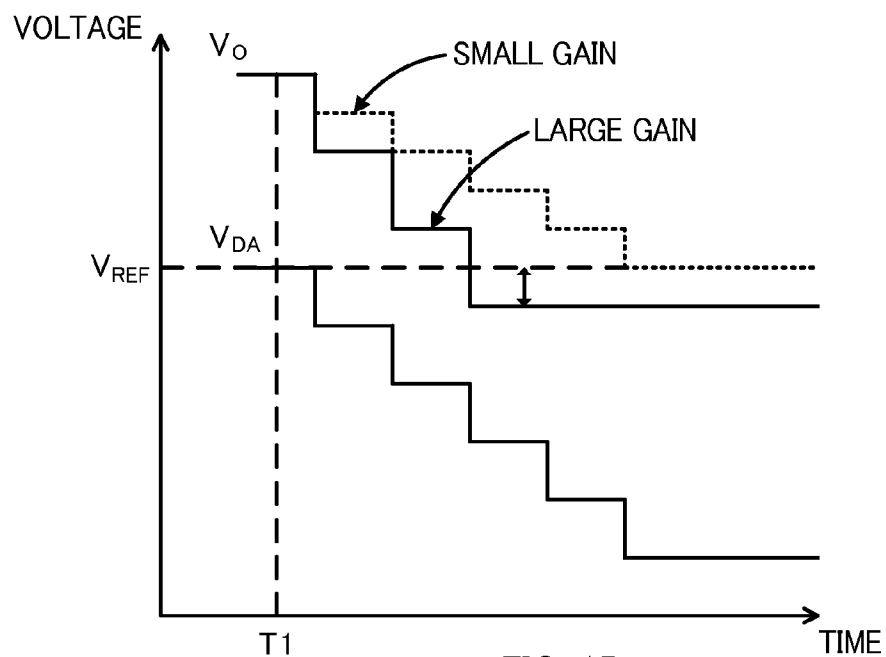 VOLTAGE
VO
SMALL GAIN
LARGE GAIN
VDA
VREF
T1
TIME